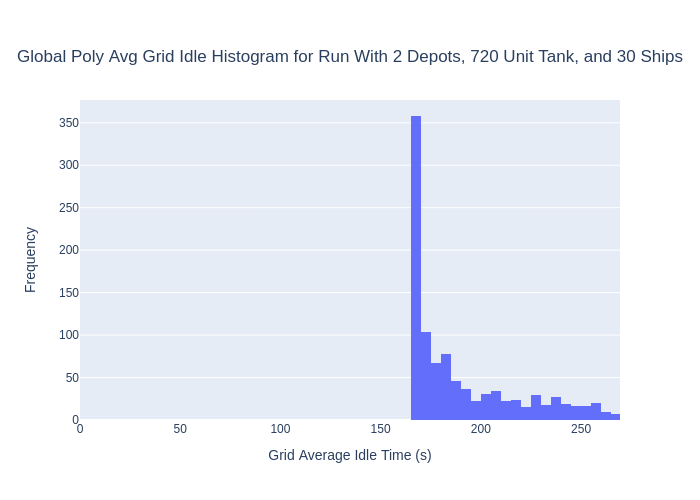 Global Poly Avg Grid Idle Histogram for Run With 2 Depots, 720 Unit Tank, and 30 Ships
350
300
250
200
150
100
50
0
Frequency
0 50 100 150 200 250
Grid Average Idle Time (s)